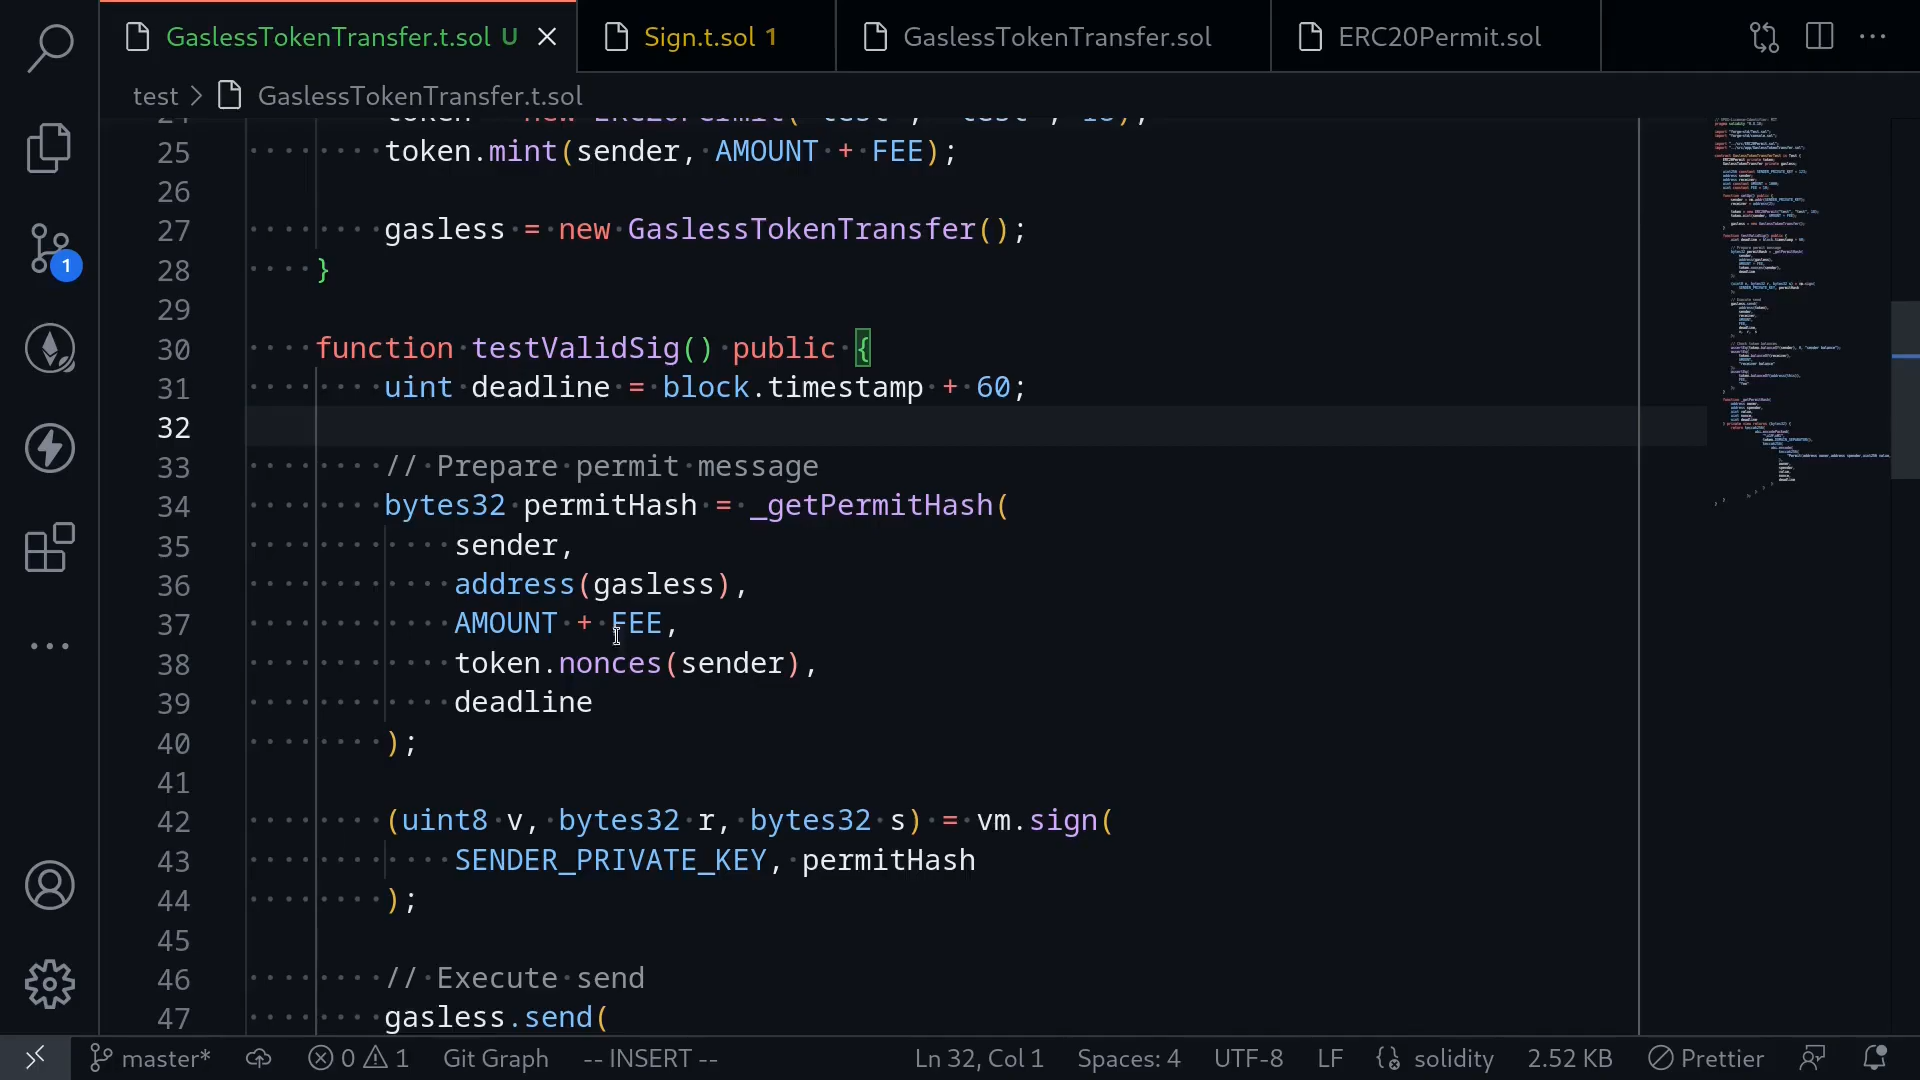 GaslessTokenTransfer.t.sol U
Sign.t.sol 1
GaslessTokenTransfer.sol
ERC20Permit.sol
test > GaslessTokenTransfer.t.sol
25 token.mint(sender, AMOUNT + FEE);
26
27 gasless = new GaslessTokenTransfer();
28 }
29
30 function testValidSig() public {
31 uint deadline = block.timestamp + 60;
32
33 // Prepare permit message
34 bytes32 permitHash = _getPermitHash(
35 sender,
36 address(gasless),
37 AMOUNT + FEE,
38 token.nonces(sender),
39 deadline
40 );
41
42 (uint8 v, bytes32 r, bytes32 s) = vm.sign(
43 SENDER_PRIVATE_KEY, permitHash
44 );
45
46 // Execute send
47 gasless.send(
1
master* 0 1 Git Graph -- INSERT -- Ln 32, Col 1 Spaces: 4 UTF-8 LF solidity 2.52 KB Prettier